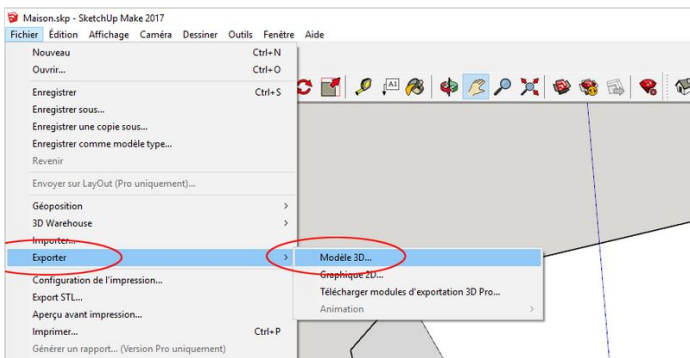 Maison.skp - SketchUp Make 2017
Fichier Édition Affichage Caméra Dessiner Outils Fenêtre Aide
Nouveau Ctrl+N
Ouvrir... Ctrl+O
Enregistrer Ctrl+S
Enregistrer sous...
Enregistrer une copie sous...
Enregistrer comme modèle type...
Revenir
Envoyer sur LayOut (Pro uniquement)...
Géoposition
3D Warehouse
Importer...
Exporter
Modèle 3D...
Graphique 2D...
Télécharger modules d'exportation 3D Pro...
Animation
Configuration de l'impression...
Export STL...
Aperçu avant impression...
Imprimer... Ctrl+P
Générer un rapport... (Version Pro uniquement)
A1